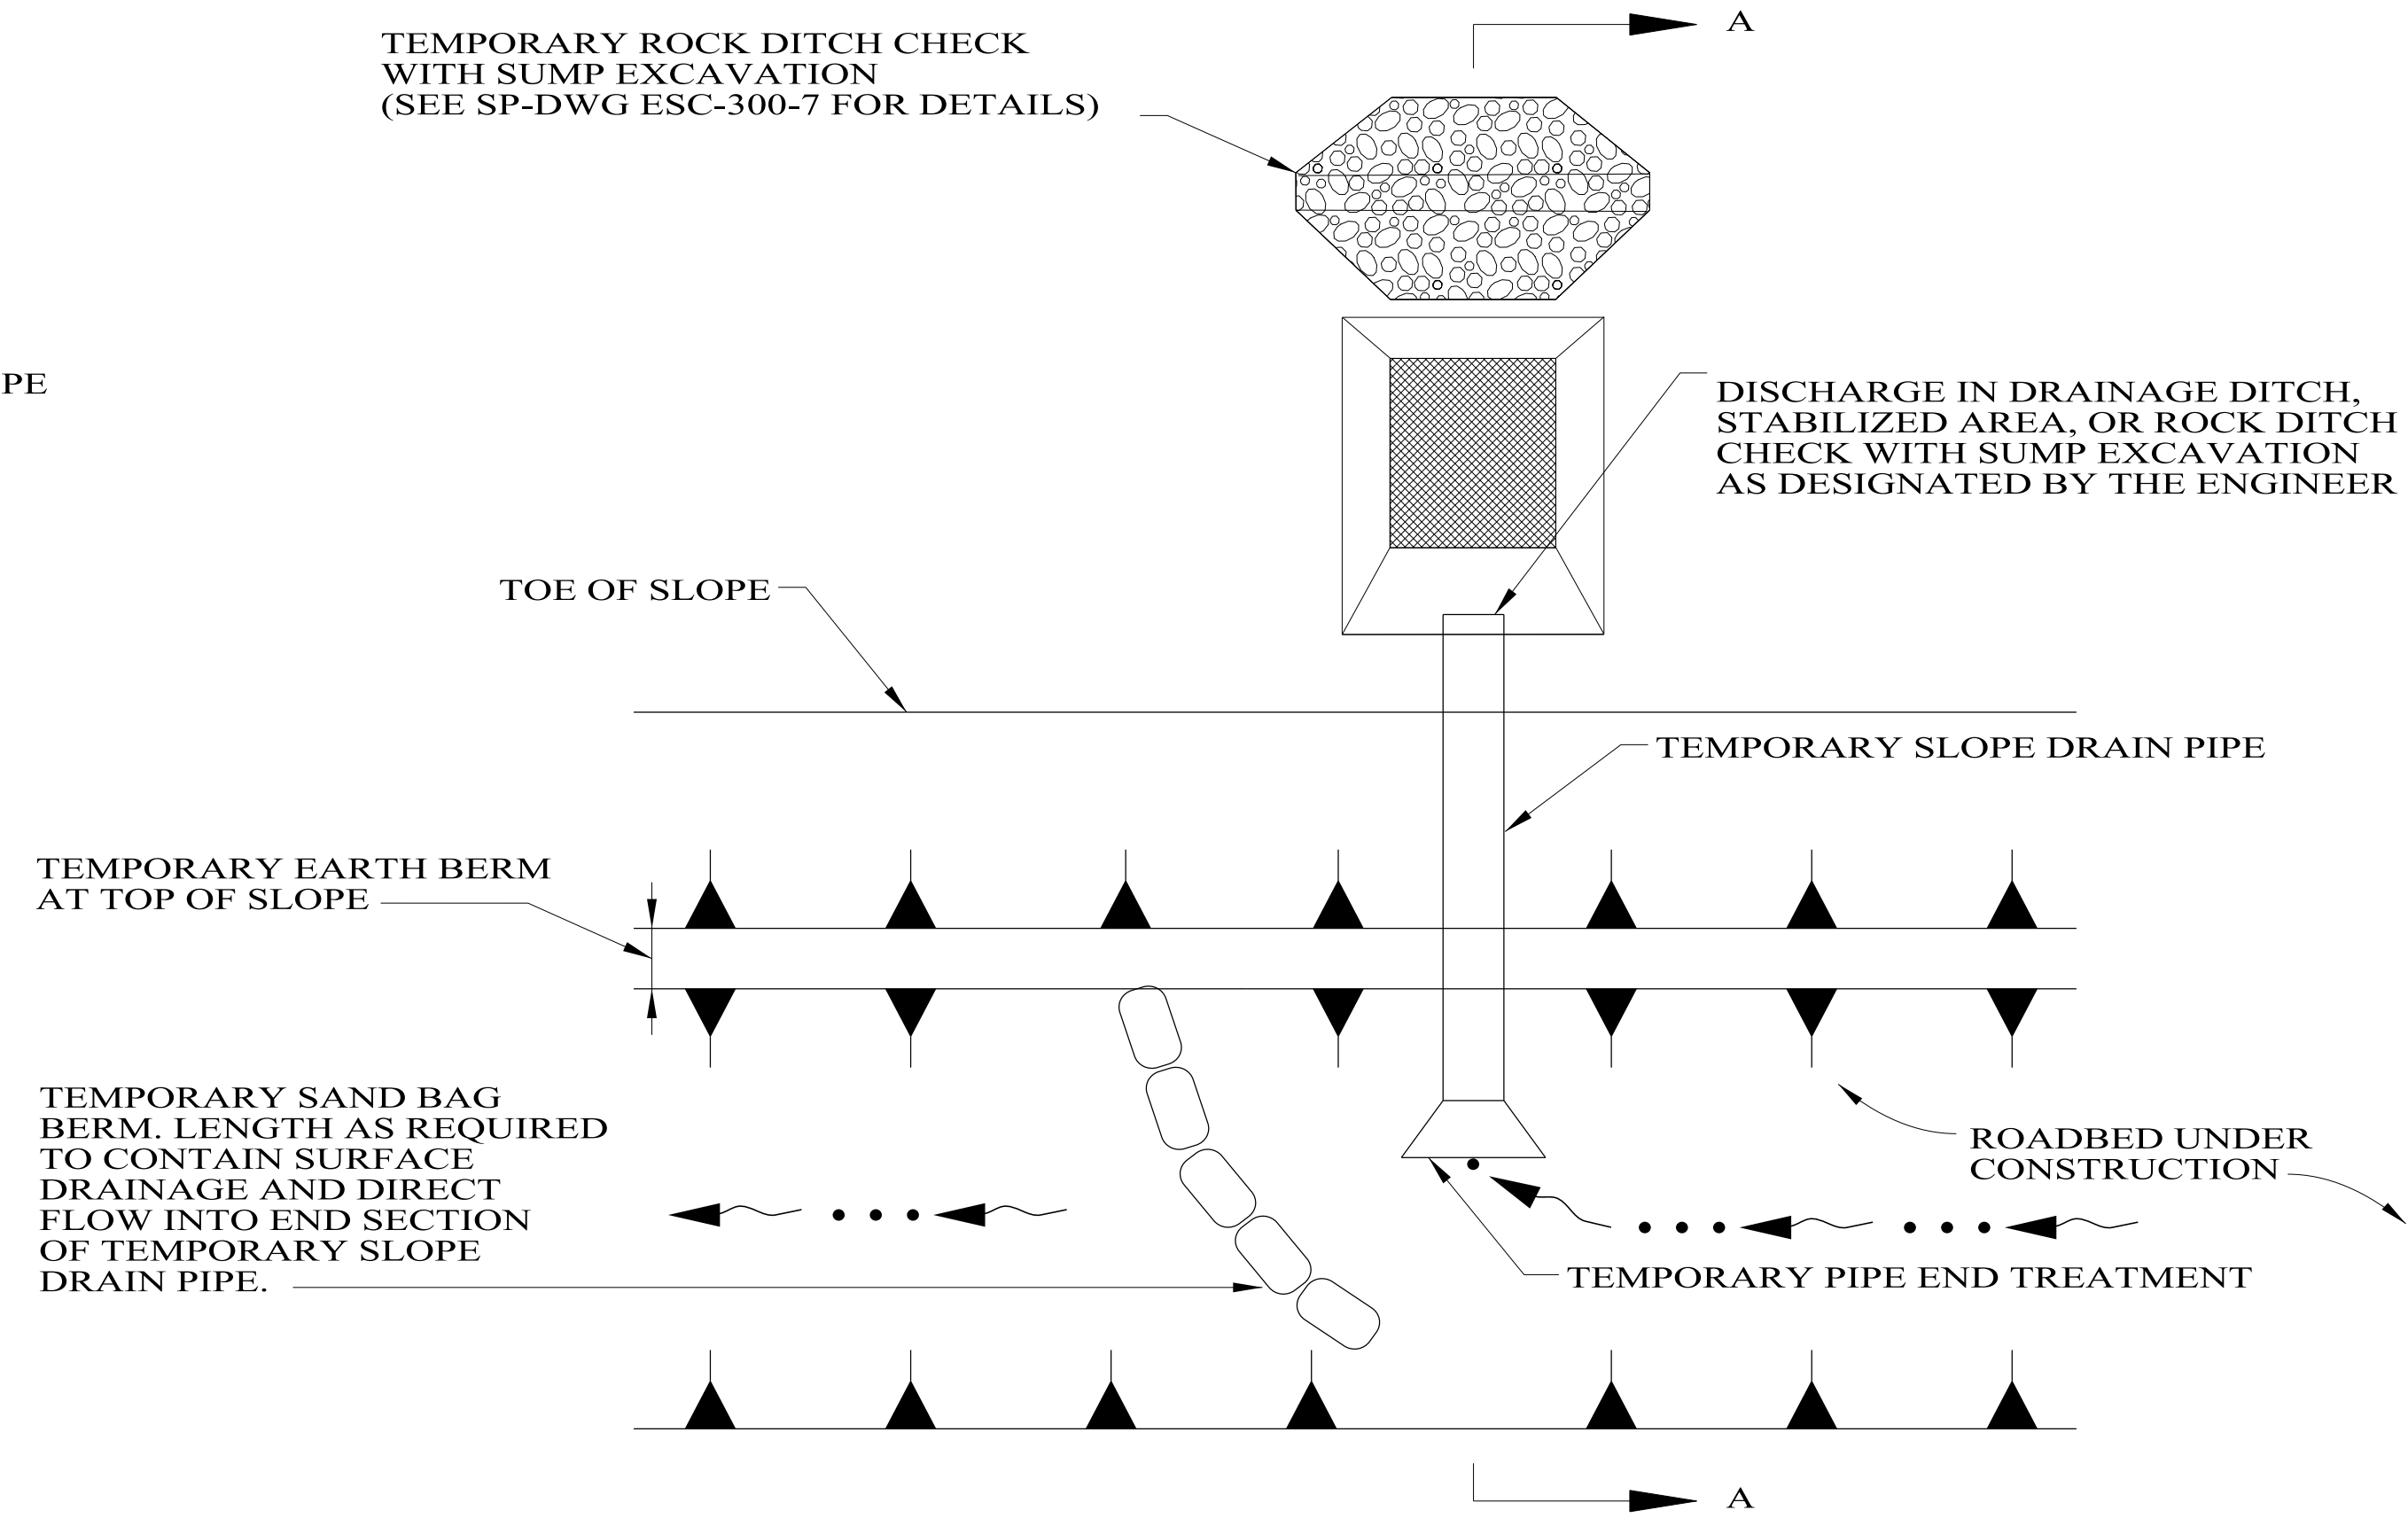 A
TEMPORARY ROCK DITCH CHECK
WITH SUMP EXCAVATION
(SEE SP-DWG ESC-300-7 FOR DETAILS)
PE
DISCHARGE IN DRAINAGE DITCH,
STABILIZED AREA, OR ROCK DITCH
CHECK WITH SUMP EXCAVATION
AS DESIGNATED BY THE ENGINEER
TOE OF SLOPE
TEMPORARY SLOPE DRAIN PIPE
TEMPORARY EARTH BERM
AT TOP OF SLOPE
TEMPORARY SAND BAG
BERM. LENGTH AS REQUIRED
TO CONTAIN SURFACE
DRAINAGE AND DIRECT
FLOW INTO END SECTION
OF TEMPORARY SLOPE
DRAIN PIPE.
ROADBED UNDER
CONSTRUCTION
TEMPORARY PIPE END TREATMENT
A